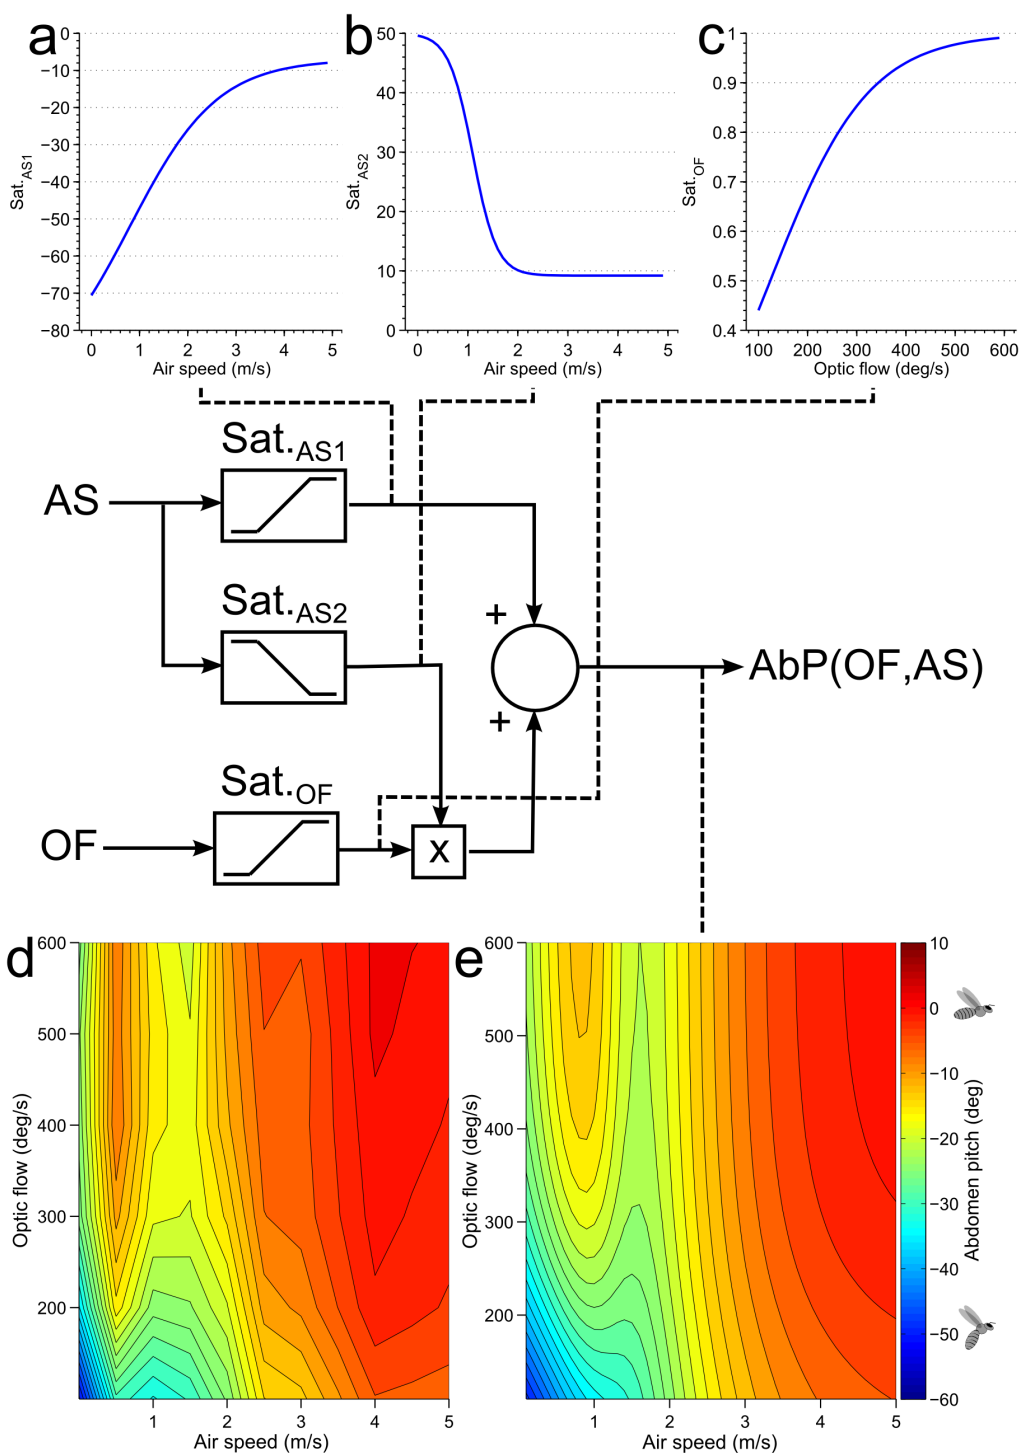 a
0
−10
−20
−30
−40
−50
−60
−70
−80
Sat.AS1
0 1 2 3 4 5
Air speed (m/s)
b
50
40
30
20
10
0
Sat.AS2
0 1 2 3 4 5
Air speed (m/s)
c
1
0.9
0.8
0.7
0.6
0.5
0.4
Sat.OF
100 200 300 400 500 600
Optic flow (deg/s)
Sat.AS1
AS
Sat.AS2
+
+
AbP(OF,AS)
Sat.OF
OF
x
d
600
500
400
300
200
Optic flow (deg/s)
1 2 3 4 5
Air speed (m/s)
e
600
500
400
300
200
Optic flow (deg/s)
1 2 3 4 5
Air speed (m/s)
10
0
−10
−20
−30
−40
−50
−60
Abdomen pitch (deg)